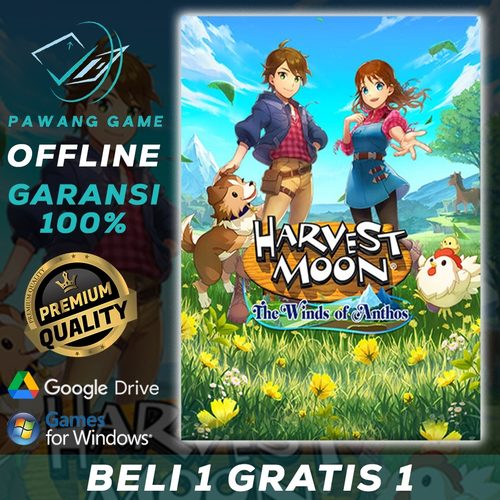 PAWANG GAME
OFFLINE
GARANSI
100%
PREMIUM
QUALITY
Google Drive
Games
for Windows®
HARVEST
MOON®
The Winds of Anthos
BELI 1 GRATIS 1